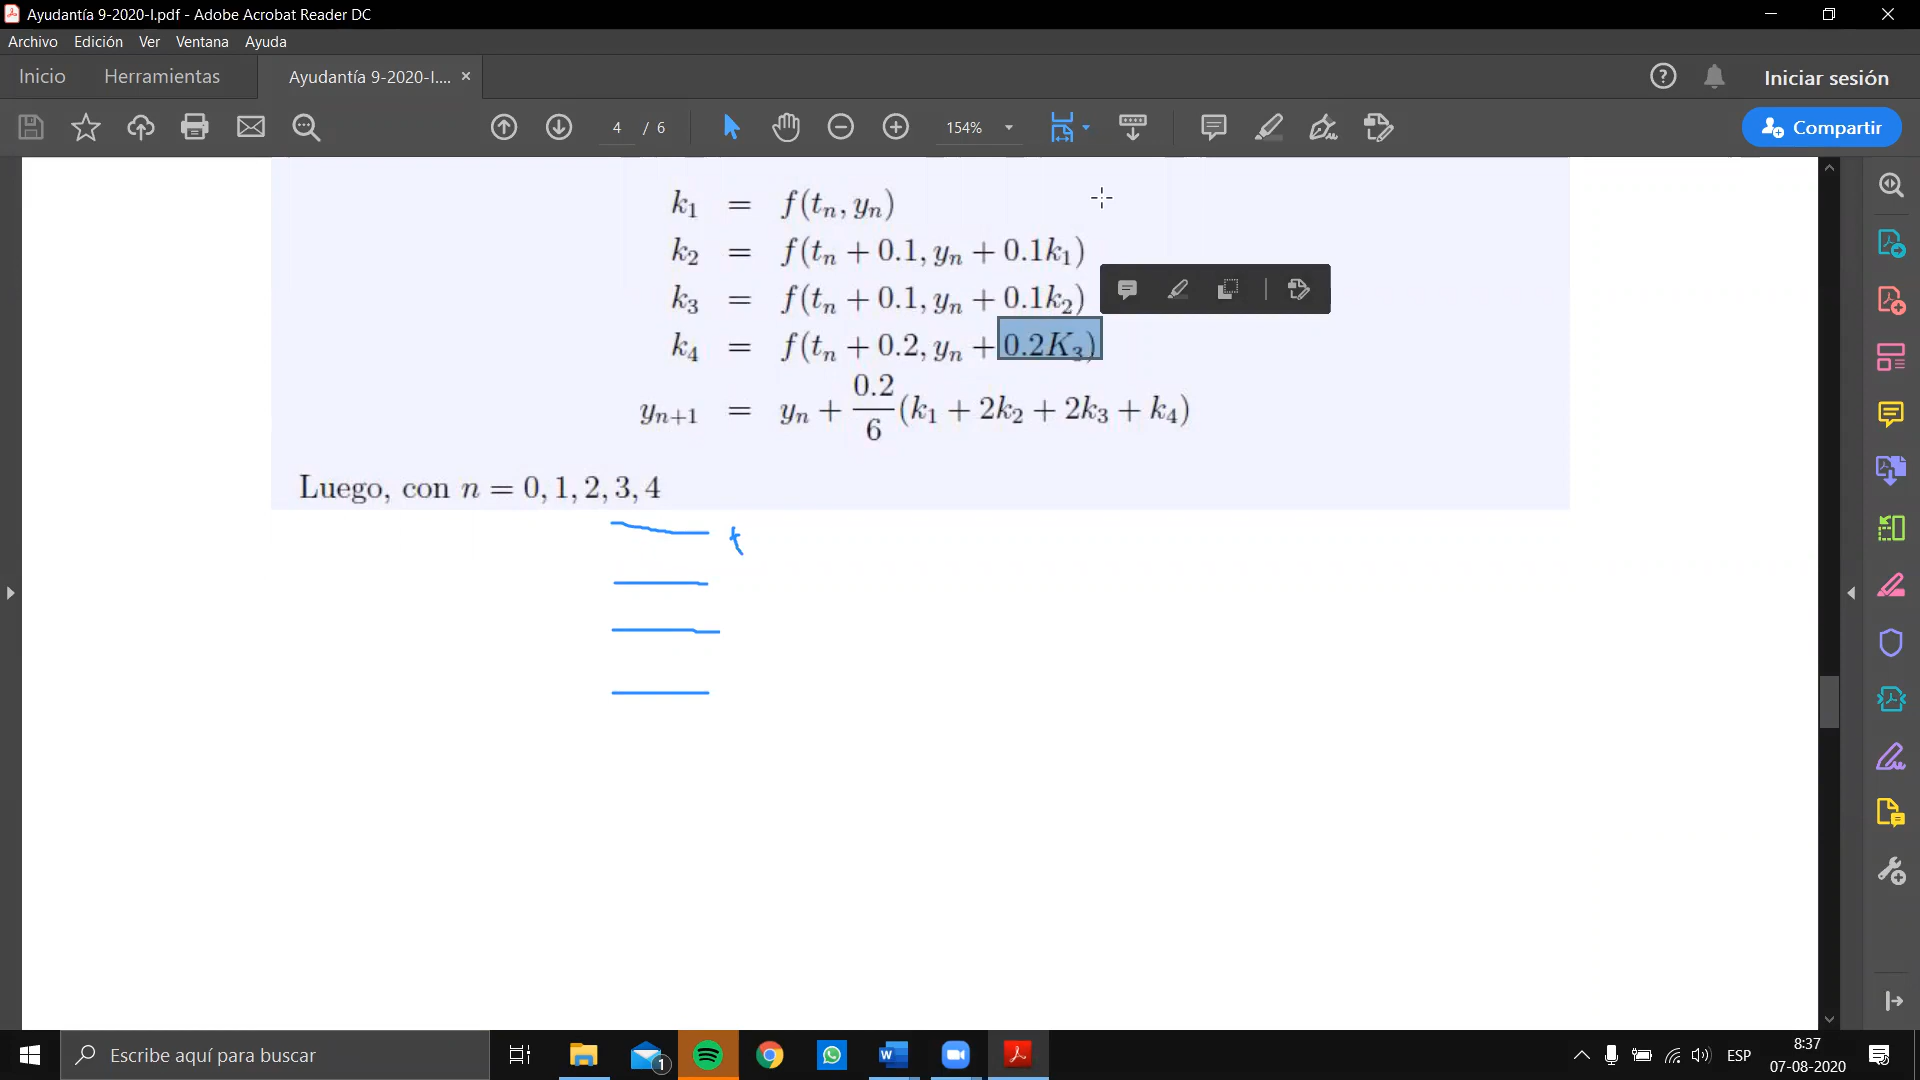 Ayudantía 9-2020-I.pdf - Adobe Acrobat Reader DC
Archivo Edición Ver Ventana Ayuda
Inicio Herramientas Ayudantía 9-2020-I.... × Iniciar sesión
4 / 6 154% Compartir
k₁ = f(tₙ, yₙ)
k₂ = f(tₙ + 0.1, yₙ + 0.1k₁)
k₃ = f(tₙ + 0.1, yₙ + 0.1k₂)
k₄ = f(tₙ + 0.2, yₙ + 0.2K₃)
yₙ₊₁ = yₙ + 0.2/6 (k₁ + 2k₂ + 2k₃ + k₄)
Luego, con n = 0, 1, 2, 3, 4
t
Escribe aquí para buscar 1 ESP 8:37
07-08-2020